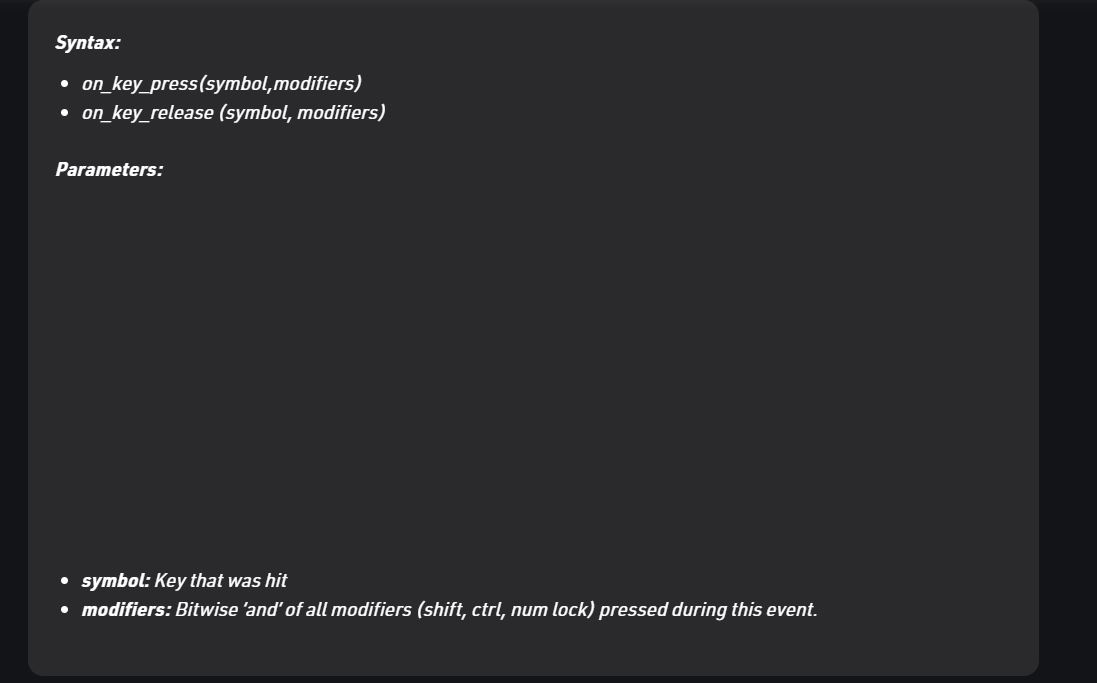 Syntax:
• on_key_press(symbol,modifiers)
• on_key_release (symbol, modifiers)
Parameters:
• symbol: Key that was hit
• modifiers: Bitwise ‘and’ of all modifiers (shift, ctrl, num lock) pressed during this event.